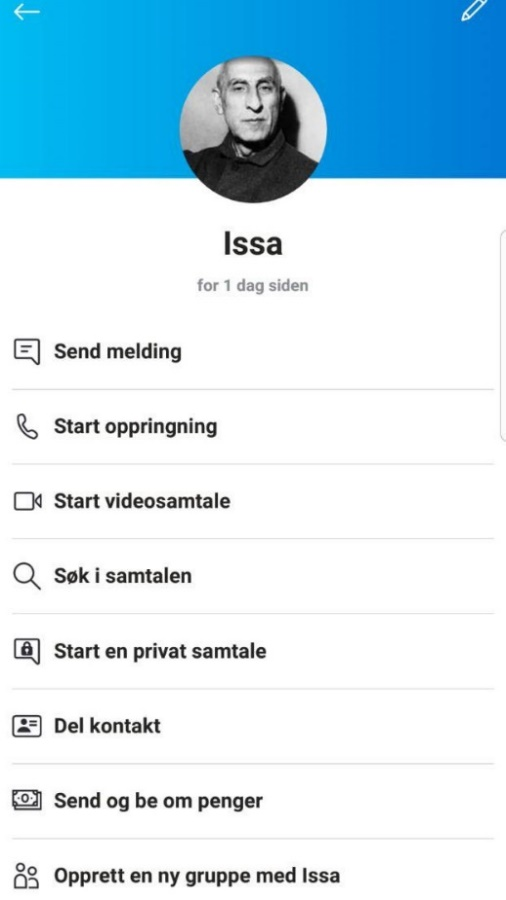 Issa
for 1 dag siden
Send melding
Start oppringning
Start videosamtale
Søk i samtalen
Start en privat samtale
Del kontakt
Send og be om penger
Opprett en ny gruppe med Issa